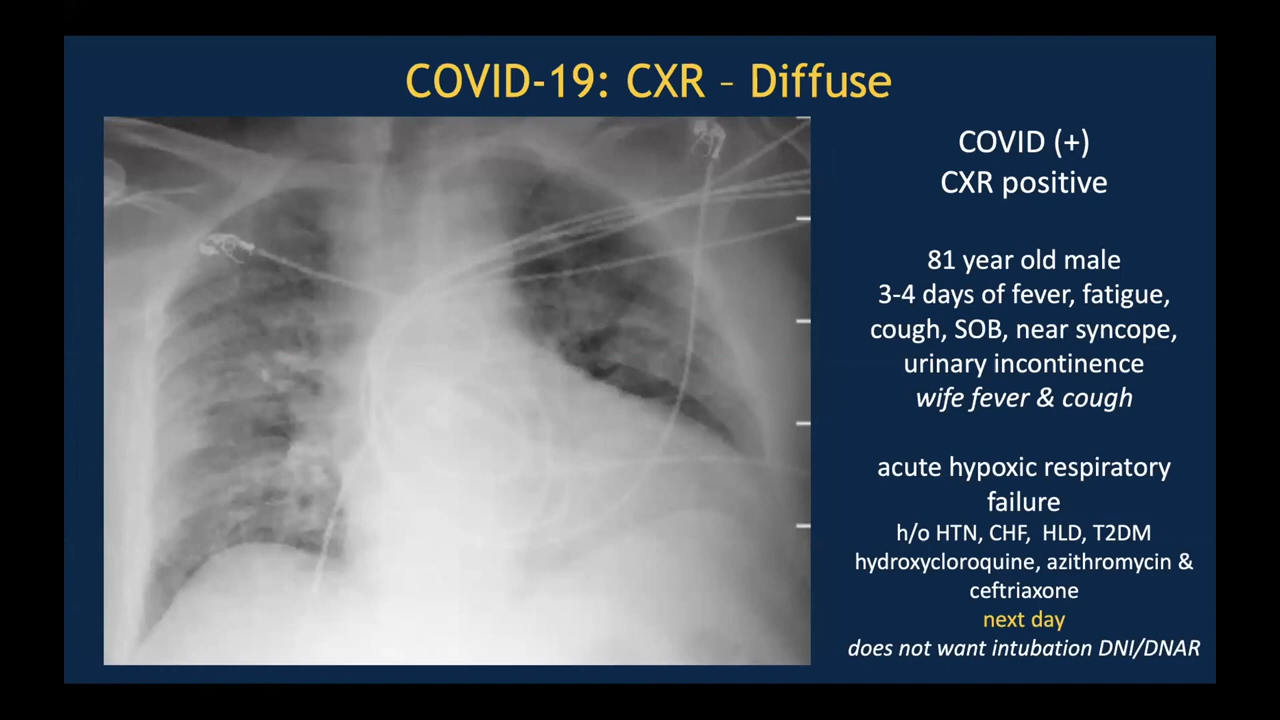 COVID-19: CXR – Diffuse
COVID (+)
CXR positive
81 year old male
3-4 days of fever, fatigue,
cough, SOB, near syncope,
urinary incontinence
wife fever & cough
acute hypoxic respiratory
failure
h/o HTN, CHF, HLD, T2DM
hydroxycloroquine, azithromycin &
ceftriaxone
next day
does not want intubation DNI/DNAR